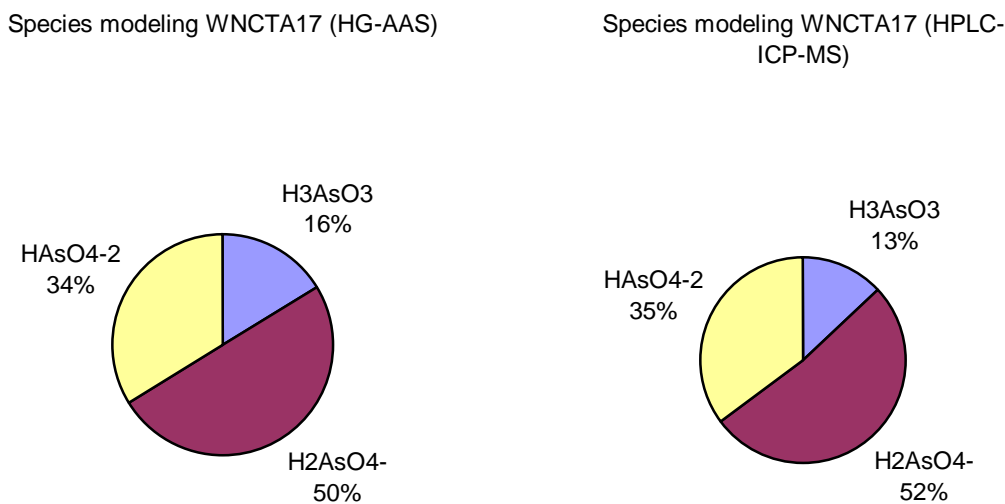 Species modeling WNCTA17 (HG-AAS)
H3AsO3
16%
HAsO4-2
34%
H2AsO4-
50%
Species modeling WNCTA17 (HPLC-
ICP-MS)
H3AsO3
13%
HAsO4-2
35%
H2AsO4-
52%